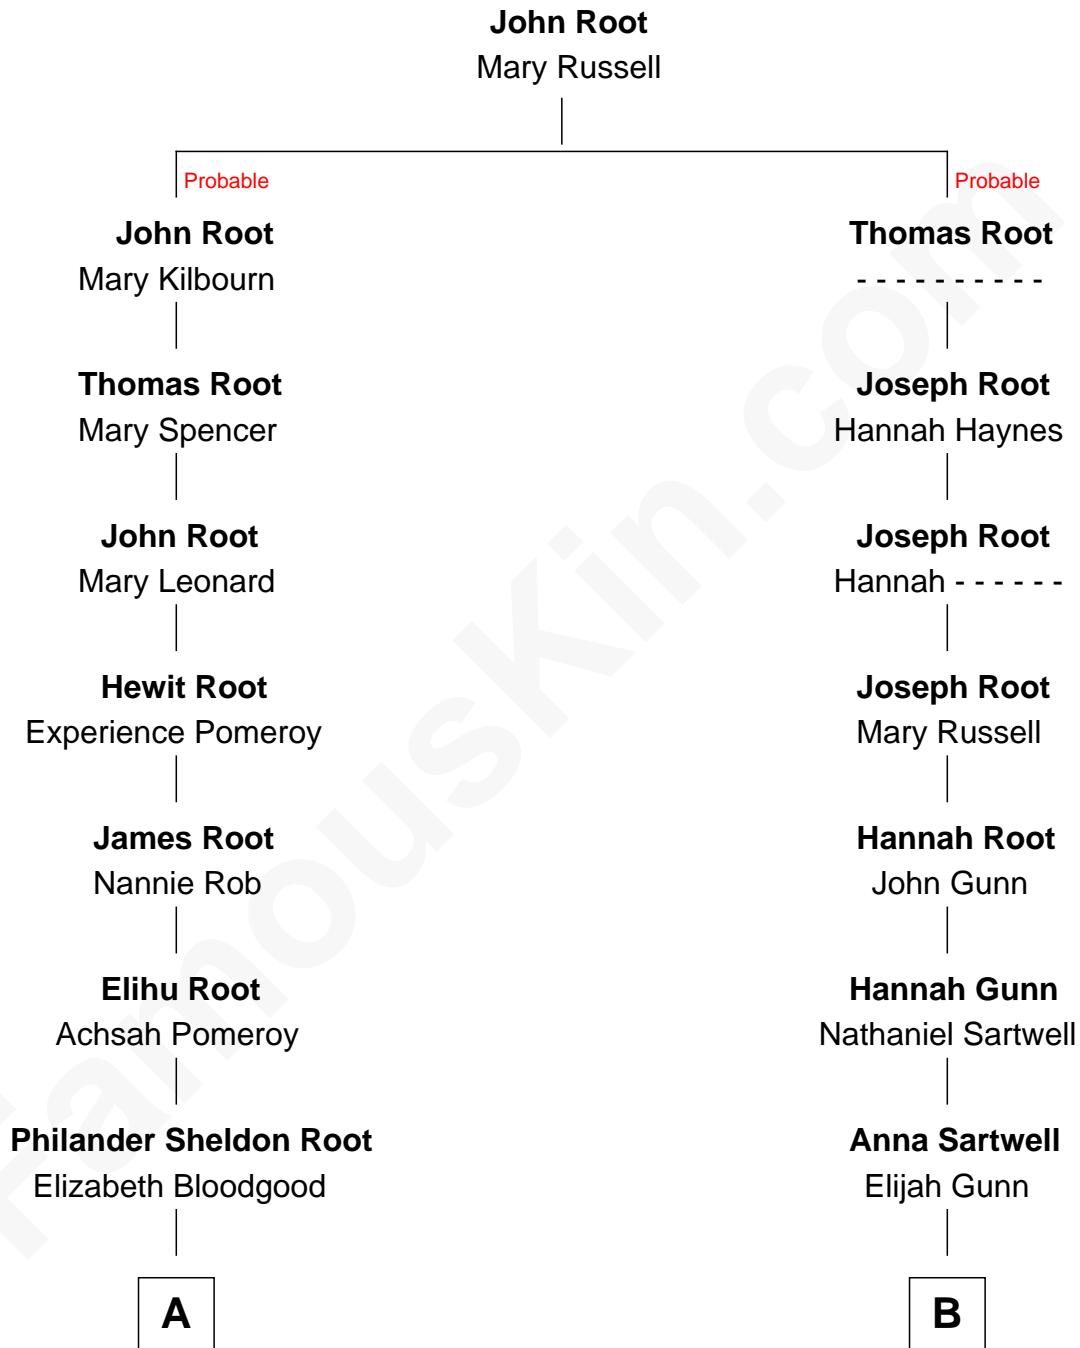 John Root
Mary Russell
Probable
Probable
John Root
Mary Kilbourn
Thomas Root
- - - - - - - - - -
Thomas Root
Mary Spencer
Joseph Root
Hannah Haynes
John Root
Mary Leonard
Joseph Root
Hannah - - - - - -
Hewit Root
Experience Pomeroy
Joseph Root
Mary Russell
James Root
Nannie Rob
Hannah Root
John Gunn
Elihu Root
Achsah Pomeroy
Hannah Gunn
Nathaniel Sartwell
Philander Sheldon Root
Elizabeth Bloodgood
Anna Sartwell
Elijah Gunn
A
B
FamousKin.com